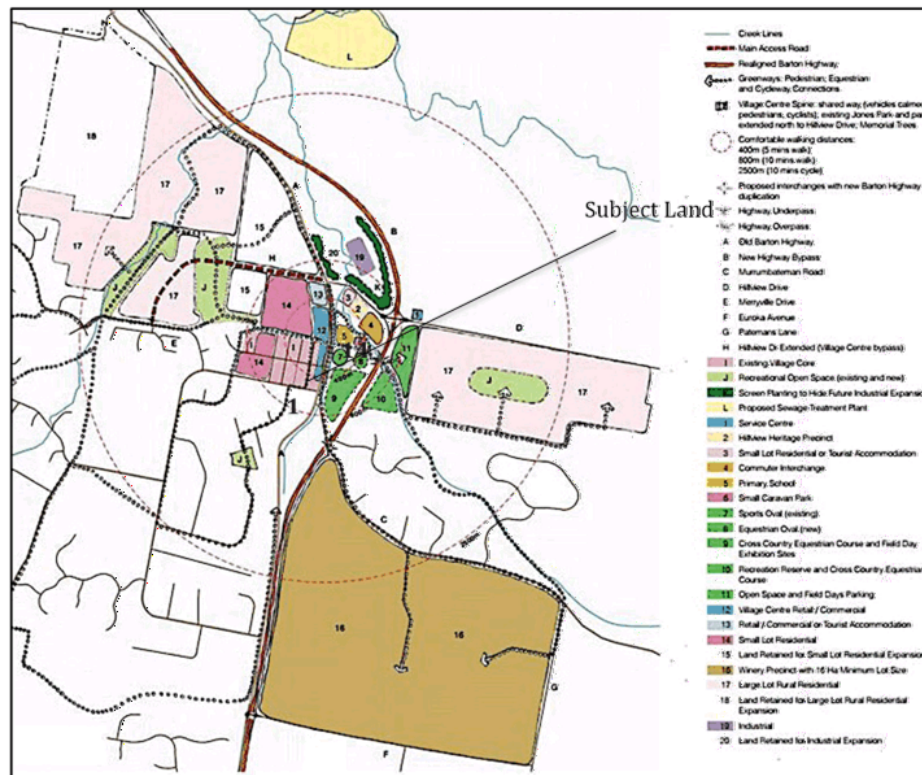 Subject Land
L
18
17
17
17
17
15
15
A
B
H
20
19
K
J
J
J
J
14
14
13
12
3
2
4
5
7
8
9
10
11
1
D
17
17
E
C
16
16
G
F
Creek Lines
Main Access Road
Realigned Barton Highway
Greenways: Pedestrian; Equestrian
and Cycleway Connections
Village Centre Spine: shared way, (vehicles calmed
pedestrians, cyclists); existing Jones Park and pa
extended north to Hillview Drive; Memorial Trees
Comfortable walking distances:
400m (5 mins walk)
800m (10 mins walk)
2500m (10 mins cycle)
Proposed interchanges with new Barton Highway
duplication
Highway Underpass
Highway Overpass
A Old Barton Highway
B New Highway Bypass
C Murrumbateman Road
D Hillview Drive
E Merryville Drive
F Euroka Avenue
G Patemans Lane
H Hillview Dr Extended (Village Centre bypass)
I Existing Village Core
J Recreational Open Space (existing and new)
K Screen Planting to Hide Future Industrial Expansi
L Proposed Sewage Treatment Plant
1 Service Centre
2 Hillview Heritage Precinct
3 Small Lot Residential or Tourist Accommodation
4 Commuter Interchange
5 Primary School
6 Small Caravan Park
7 Sports Oval (existing)
8 Equestrian Oval (new)
9 Cross Country Equestrian Course and Field Day
Exhibition Sites
10 Recreation Reserve and Cross Country Equestrian
Course
11 Open Space and Field Days Parking
12 Village Centre Retail / Commercial
13 Retail / Commercial or Tourist Accommodation
14 Small Lot Residential
15 Land Retained for Small Lot Residential Expansion
16 Winery Precinct with 16 Ha Minimum Lot Size
17 Large Lot Rural Residential
18 Land Retained for Large Lot Rural Residential
Expansion
19 Industrial
20 Land Retained for Industrial Expansion